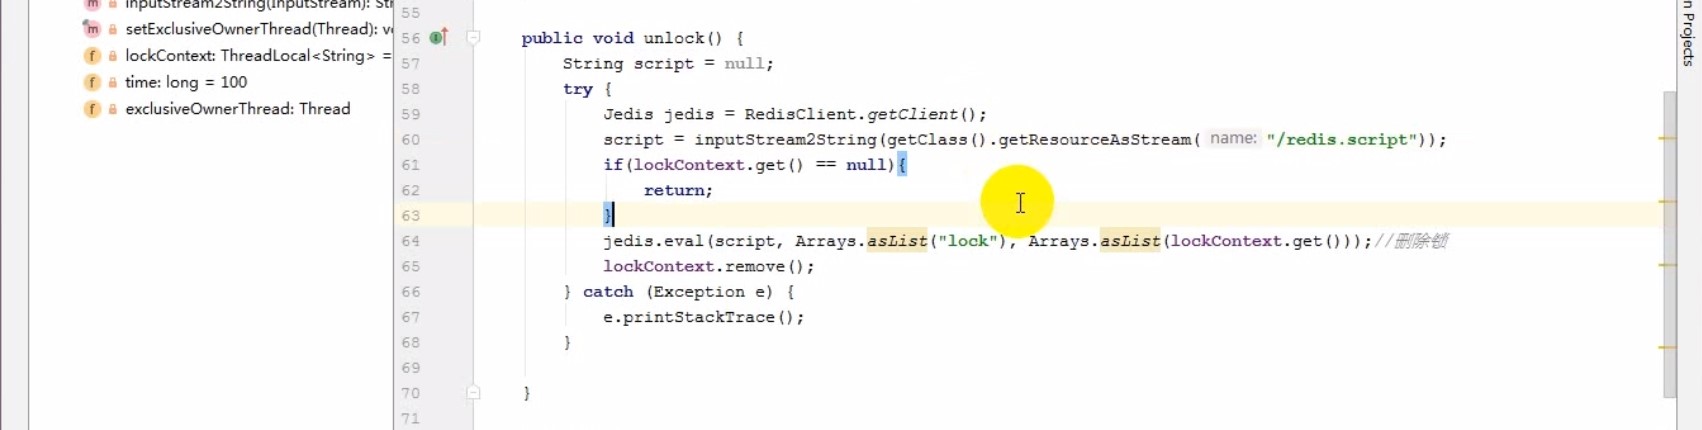 setExclusiveOwnerThread(Thread): v
lockContext: ThreadLocal<String> =
time: long = 100
exclusiveOwnerThread: Thread
55
56 public void unlock() {
57 String script = null;
58 try {
59 Jedis jedis = RedisClient.getClient();
60 script = inputStream2String(getClass().getResourceAsStream( name: "/redis.script"));
61 if(lockContext.get() == null){
62 return;
63 }
64 jedis.eval(script, Arrays.asList("lock"), Arrays.asList(lockContext.get()));//删除锁
65 lockContext.remove();
66 } catch (Exception e) {
67 e.printStackTrace();
68 }
69
70 }
71
n Projects